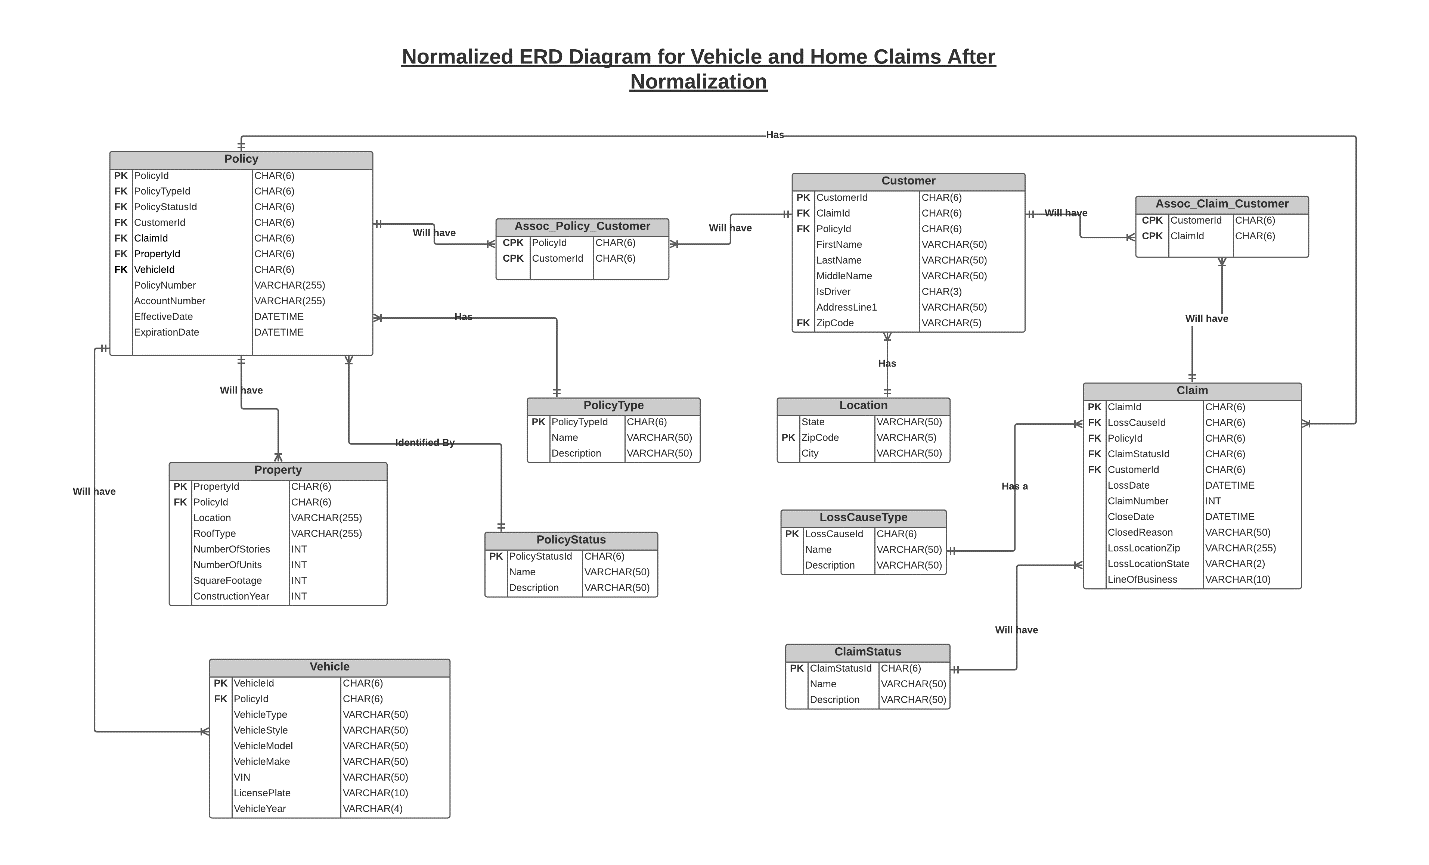 Normalized ERD Diagram for Vehicle and Home Claims After
Normalization
Has
Policy
PK PolicyId CHAR(6)
FK PolicyTypeId CHAR(6)
FK PolicyStatusId CHAR(6)
FK CustomerId CHAR(6)
FK ClaimId CHAR(6)
FK PropertyId CHAR(6)
FK VehicleId CHAR(6)
PolicyNumber VARCHAR(255)
AccountNumber VARCHAR(255)
EffectiveDate DATETIME
ExpirationDate DATETIME
Will have
Assoc_Policy_Customer
CPK PolicyId CHAR(6)
CPK CustomerId CHAR(6)
Will have
Customer
PK CustomerId CHAR(6)
FK ClaimId CHAR(6)
FK PolicyId CHAR(6)
FirstName VARCHAR(50)
LastName VARCHAR(50)
MiddleName VARCHAR(50)
IsDriver CHAR(3)
AddressLine1 VARCHAR(50)
FK ZipCode VARCHAR(5)
Will have
Assoc_Claim_Customer
CPK CustomerId CHAR(6)
CPK ClaimId CHAR(6)
Will have
Has
Has
Will have
Identified By
Will have
PolicyType
PK PolicyTypeId CHAR(6)
Name VARCHAR(50)
Description VARCHAR(50)
Location
State VARCHAR(50)
PK ZipCode VARCHAR(5)
City VARCHAR(50)
Claim
PK ClaimId CHAR(6)
FK LossCauseId CHAR(6)
FK PolicyId CHAR(6)
FK ClaimStatusId CHAR(6)
FK CustomerId CHAR(6)
LossDate DATETIME
ClaimNumber INT
CloseDate DATETIME
ClosedReason VARCHAR(50)
LossLocationZip VARCHAR(255)
LossLocationState VARCHAR(2)
LineOfBusiness VARCHAR(10)
Property
PK PropertyId CHAR(6)
FK PolicyId CHAR(6)
Location VARCHAR(255)
RoofType VARCHAR(255)
NumberOfStories INT
NumberOfUnits INT
SquareFootage INT
ConstructionYear INT
Has a
LossCauseType
PK LossCauseId CHAR(6)
Name VARCHAR(50)
Description VARCHAR(50)
PolicyStatus
PK PolicyStatusId CHAR(6)
Name VARCHAR(50)
Description VARCHAR(50)
Will have
ClaimStatus
PK ClaimStatusId CHAR(6)
Name VARCHAR(50)
Description VARCHAR(50)
Vehicle
PK VehicleId CHAR(6)
FK PolicyId CHAR(6)
VehicleType VARCHAR(50)
VehicleStyle VARCHAR(50)
VehicleModel VARCHAR(50)
VehicleMake VARCHAR(50)
VIN VARCHAR(50)
LicensePlate VARCHAR(10)
VehicleYear VARCHAR(4)